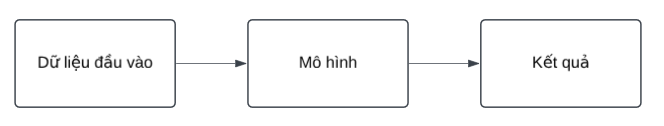 Dữ liệu đầu vào
Mô hình
Kết quả